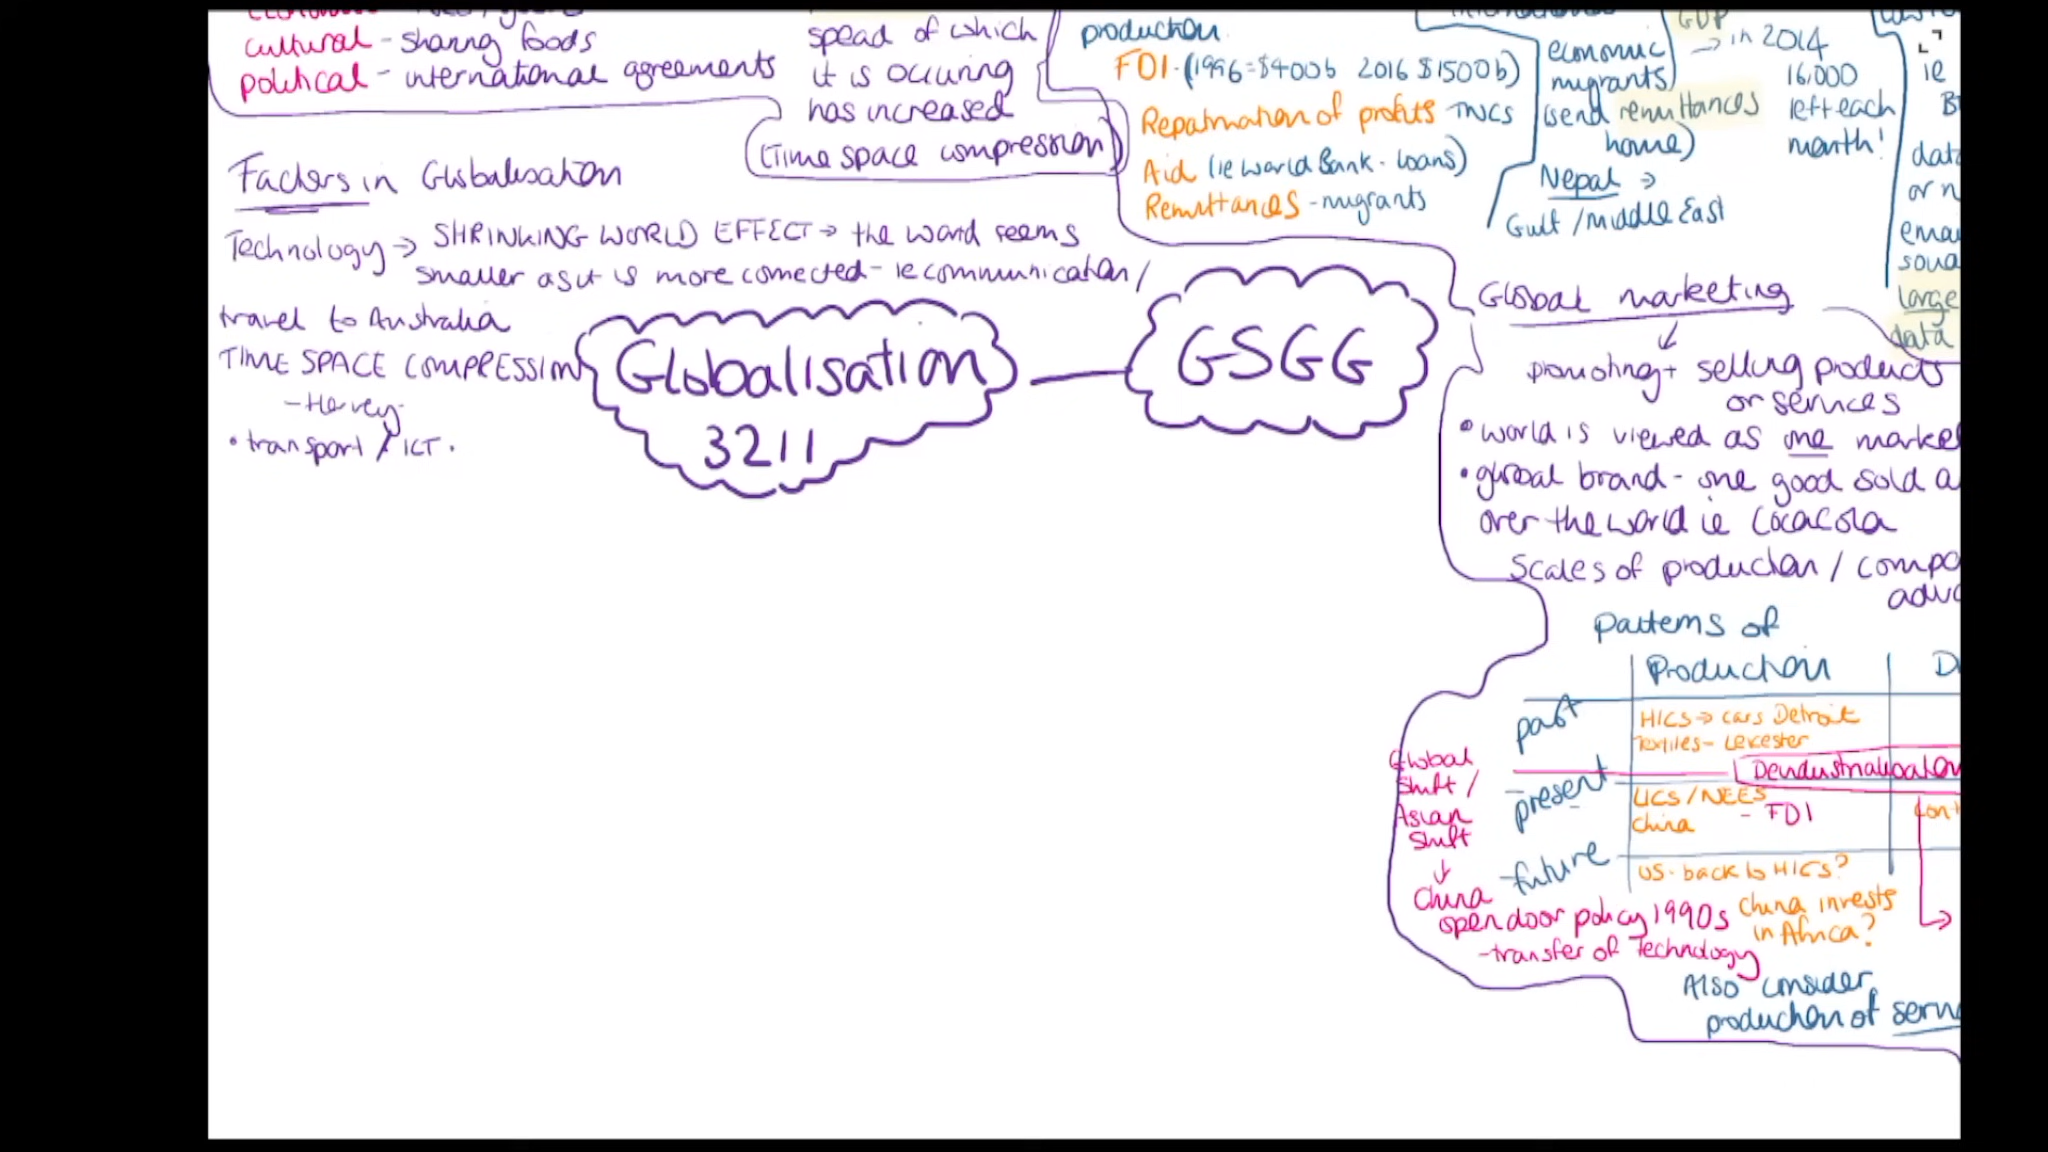 cultural - sharing foods
political - international agreements
spead of which
it is occuring
has increased
(Time space compression)
production
FDI - (1996=$400b 2016 $1500b)
Repatriation of profits TNCS
Aid (ie World Bank - loans)
Remittances - migrants
economic
migrants
(send remittances
home)
Nepal →
Gulf / middle East
GDP
→ in 2014
16,000
left each
month!
ie
large
data
Factors in Globalisation
Technology → SHRINKING WORLD EFFECT → the world seems
smaller as it is more connected - ie communication /
travel to Australia
TIME SPACE COMPRESSION
- Harvey
• transport / ICT.
Globalisation
3211
GSGG
Global marketing
promoting + selling products
or services
• world is viewed as one
• global brand - one good sold
over the world ie CocaCola
Scales of production /
patterns of
Production
past
HICS → cars Detroit
Textiles - Leicester
Deindustrialisation
present
LICS / NEES
China
- FDI
future
US - back to HICS?
China invests
in Africa?
Global
shift /
Asian
shift
China
open door policy 1990s
- transfer of Technology
Also consider
production of